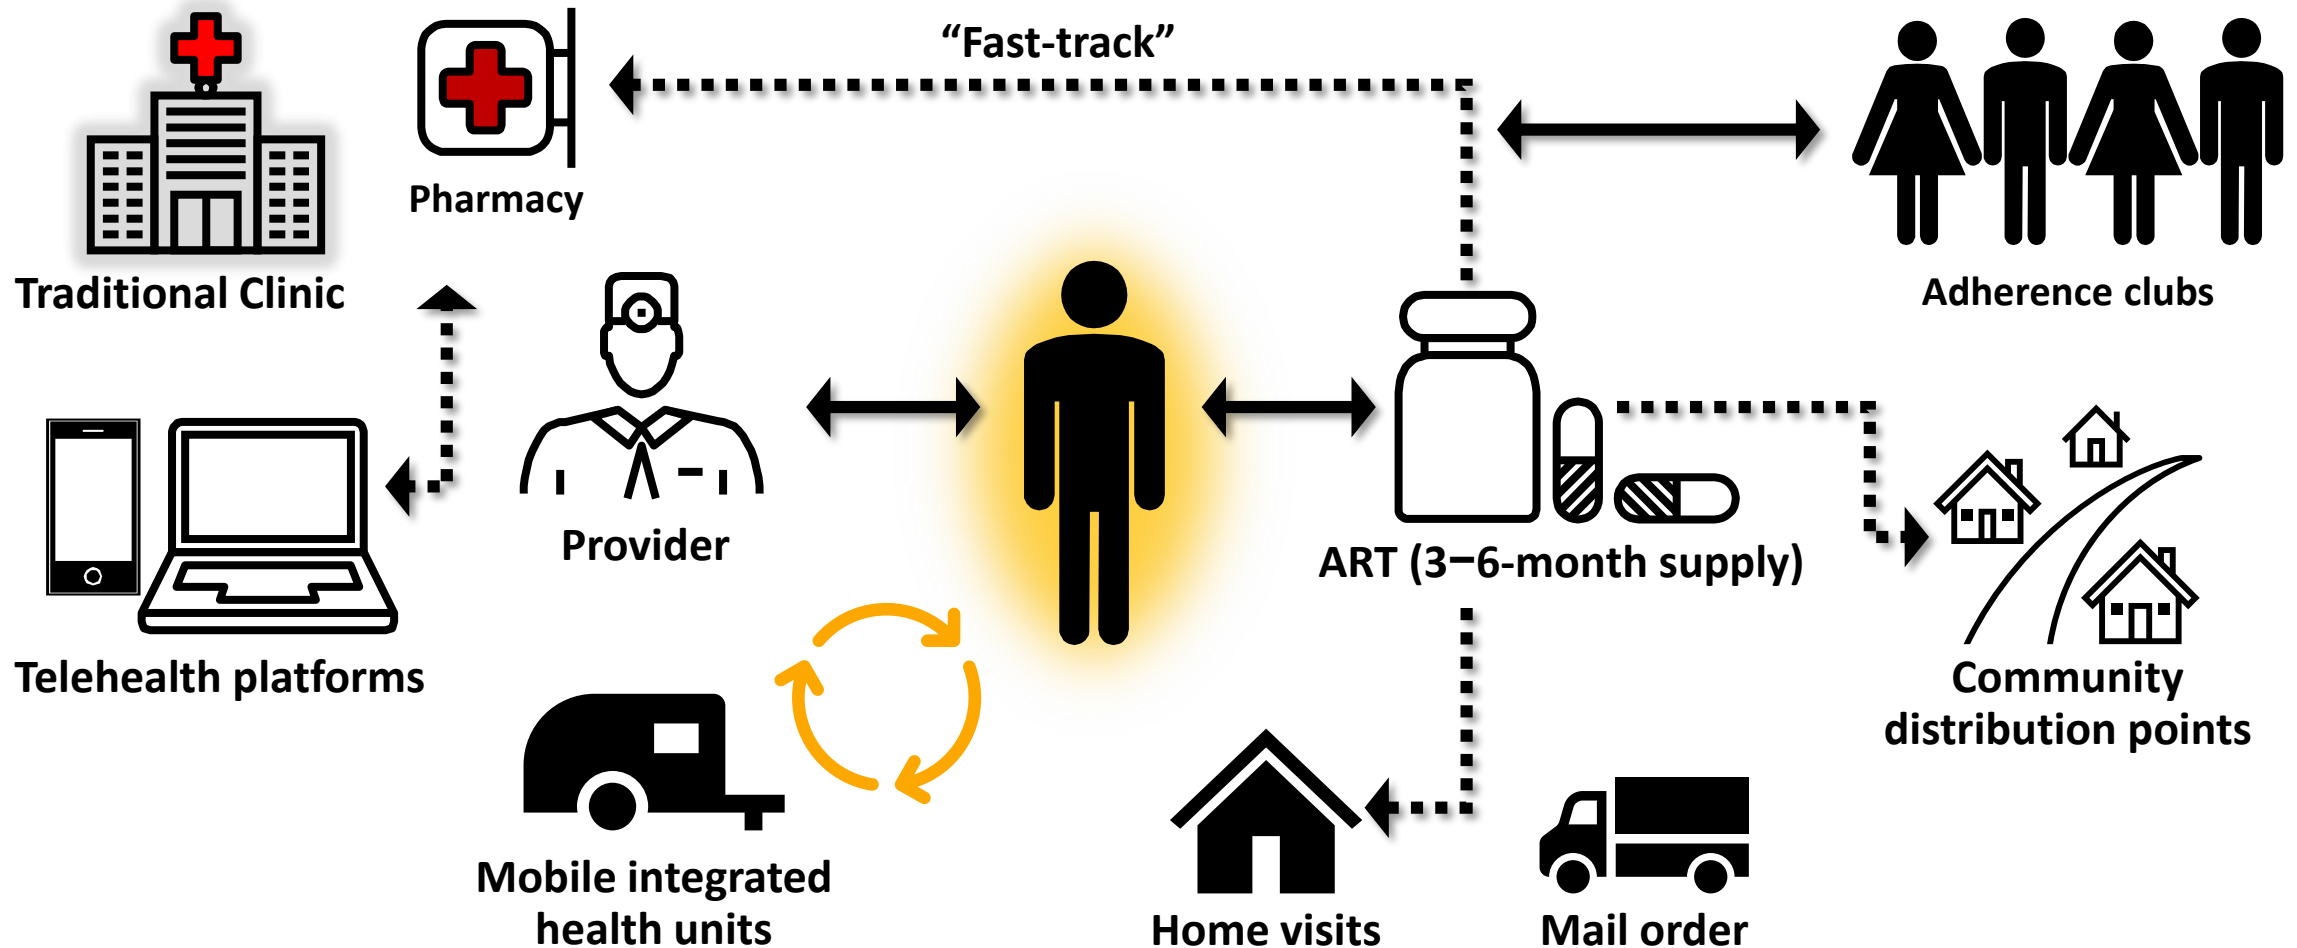 “Fast-track”
Pharmacy
Traditional Clinic
Adherence clubs
Provider
ART (3–6-month supply)
Telehealth platforms
Community
distribution points
Mobile integrated
health units
Home visits
Mail order